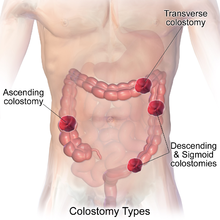 Transverse
colostomy
Ascending
colostomy
Descending
& Sigmoid
colostomies
Colostomy Types